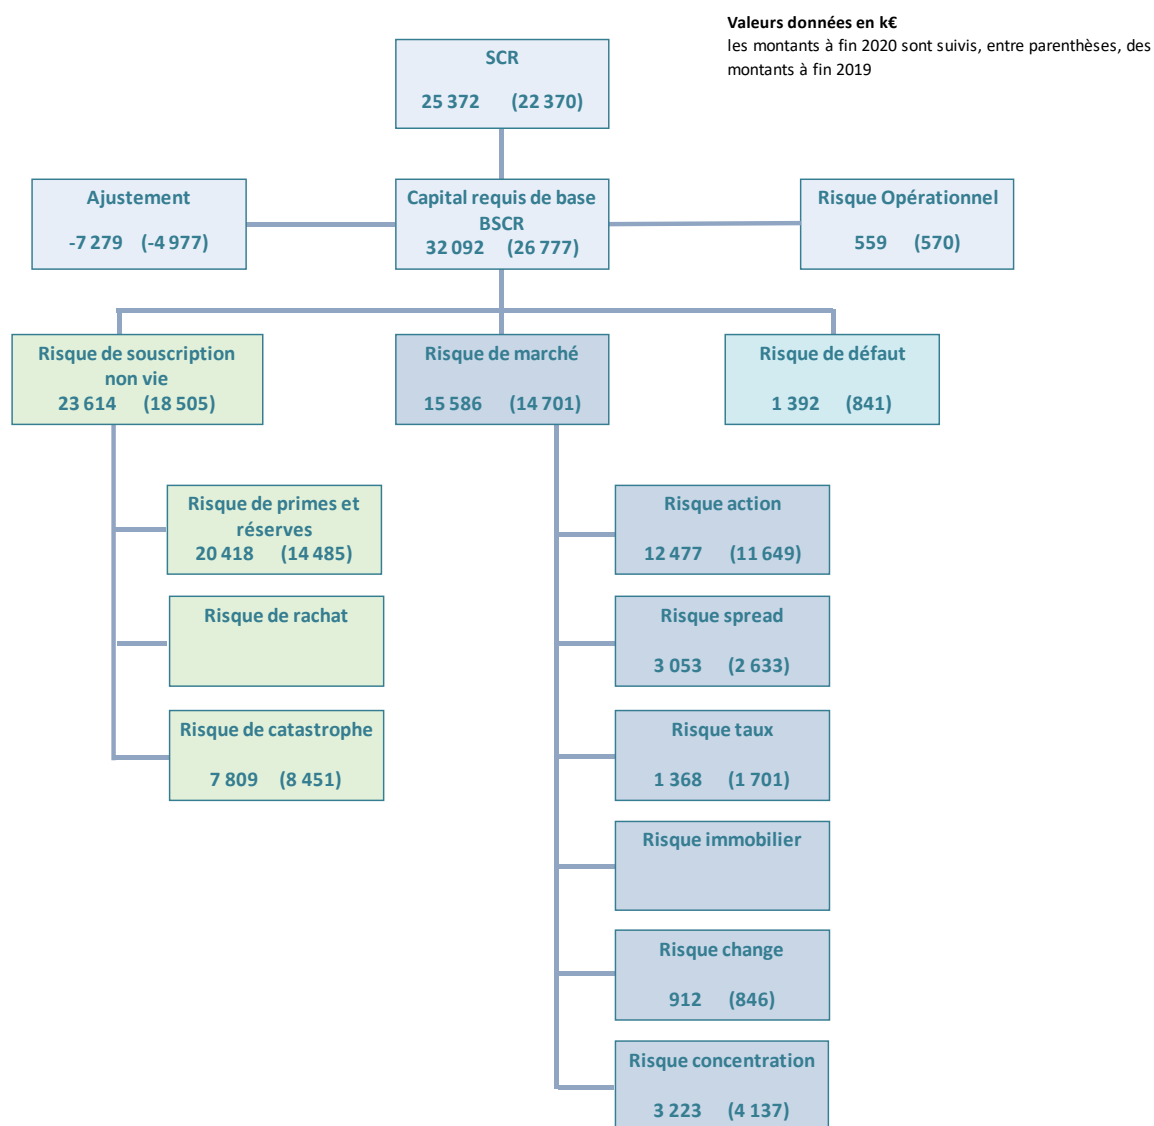 Valeurs données en k€
les montants à fin 2020 sont suivis, entre parenthèses, des
montants à fin 2019
SCR
25 372 (22 370)
Ajustement
-7 279 (-4 977)
Capital requis de base
BSCR
32 092 (26 777)
Risque Opérationnel
559 (570)
Risque de souscription
non vie
23 614 (18 505)
Risque de marché
15 586 (14 701)
Risque de défaut
1 392 (841)
Risque de primes et
réserves
20 418 (14 485)
Risque de rachat
Risque de catastrophe
7 809 (8 451)
Risque action
12 477 (11 649)
Risque spread
3 053 (2 633)
Risque taux
1 368 (1 701)
Risque immobilier
Risque change
912 (846)
Risque concentration
3 223 (4 137)